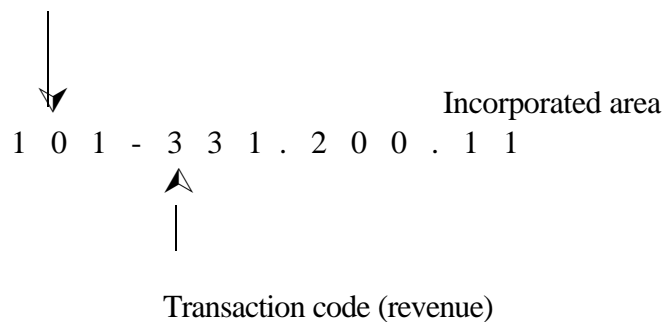 Incorporated area
1 0 1 - 3 3 1 . 2 0 0 . 1 1
Transaction code (revenue)